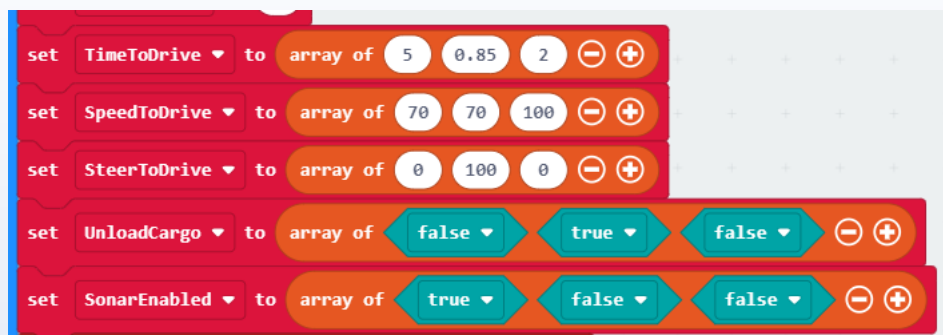 set TimeToDrive to array of 5 0.85 2
set SpeedToDrive to array of 70 70 100
set SteerToDrive to array of 0 100 0
set UnloadCargo to array of false true false
set SonarEnabled to array of true false false